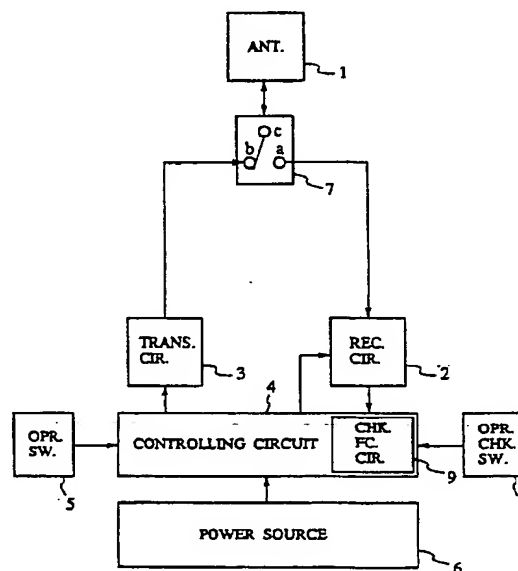 ANT.
1
c
b a
7
TRANS.
CIR.
3
REC.
CIR.
2
4
OPR.
SW.
5
CONTROLLING CIRCUIT
CHK.
FC.
CIR.
9
OPR.
CHK.
SW.
POWER SOURCE
6